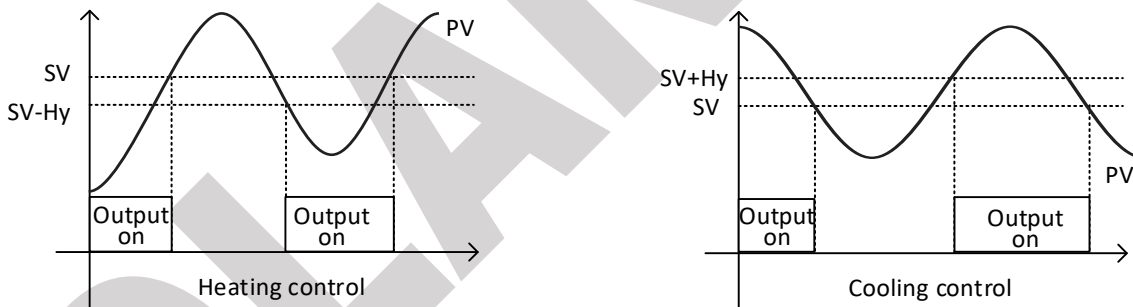 PV
SV
SV-Hy
Output
on
Output
on
Heating control
SV+Hy
SV
PV
Output
on
Output
on
Cooling control